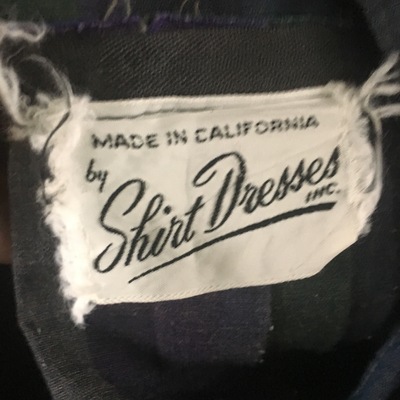 MADE IN CALIFORNIA
by
Shirt Dresses
INC.